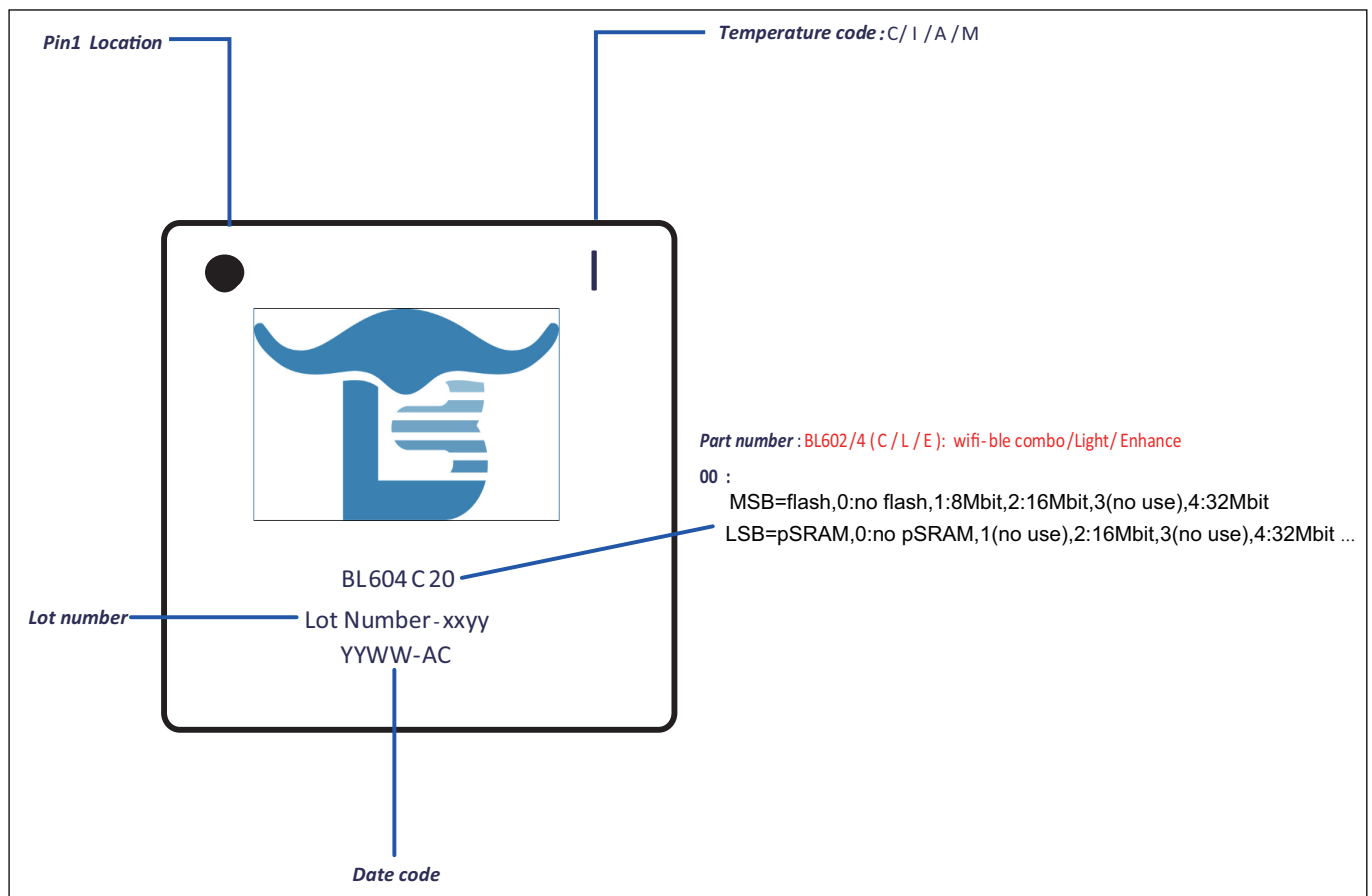 Pin1 Location
Temperature code : C/ I / A / M
I
Part number : BL602/4 ( C / L / E ): wifi-ble combo/Light/ Enhance
00 :
MSB=flash,0:no flash,1:8Mbit,2:16Mbit,3(no use),4:32Mbit
LSB=pSRAM,0:no pSRAM,1(no use),2:16Mbit,3(no use),4:32Mbit ...
BL604 C 20
Lot number
Lot Number-xxyy
YYWW-AC
Date code